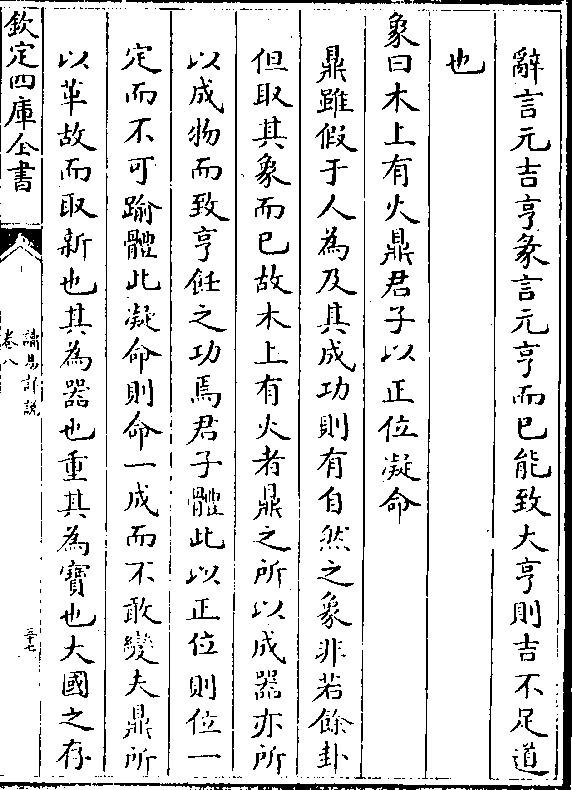 辭言元吉亨彖言元亨而已能致大亨則吉不足道
也
象曰木上有火鼎君子以正位凝命
鼎雖假于人為及其成功則有自然之象非若餘卦
但取其象而已故木上有火者鼎之所以成器亦所
以成物而致亨飪之功焉君子體此以正位則位一
定而不可踰體此凝命則命一成而不敢變夫鼎所
以革故而取新也其為器也重其為寶也大國之存
欽定四庫全書
讀易詳說
卷八
三十七